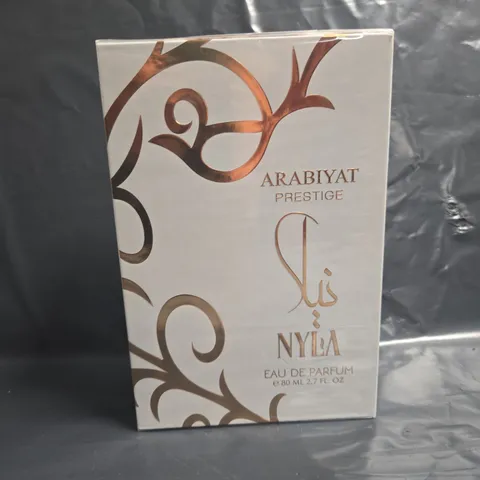 ARABIYAT
PRESTIGE
نيلا
NYLA
EAU DE PARFUM
℮ 80 ML 2.7 FL. OZ